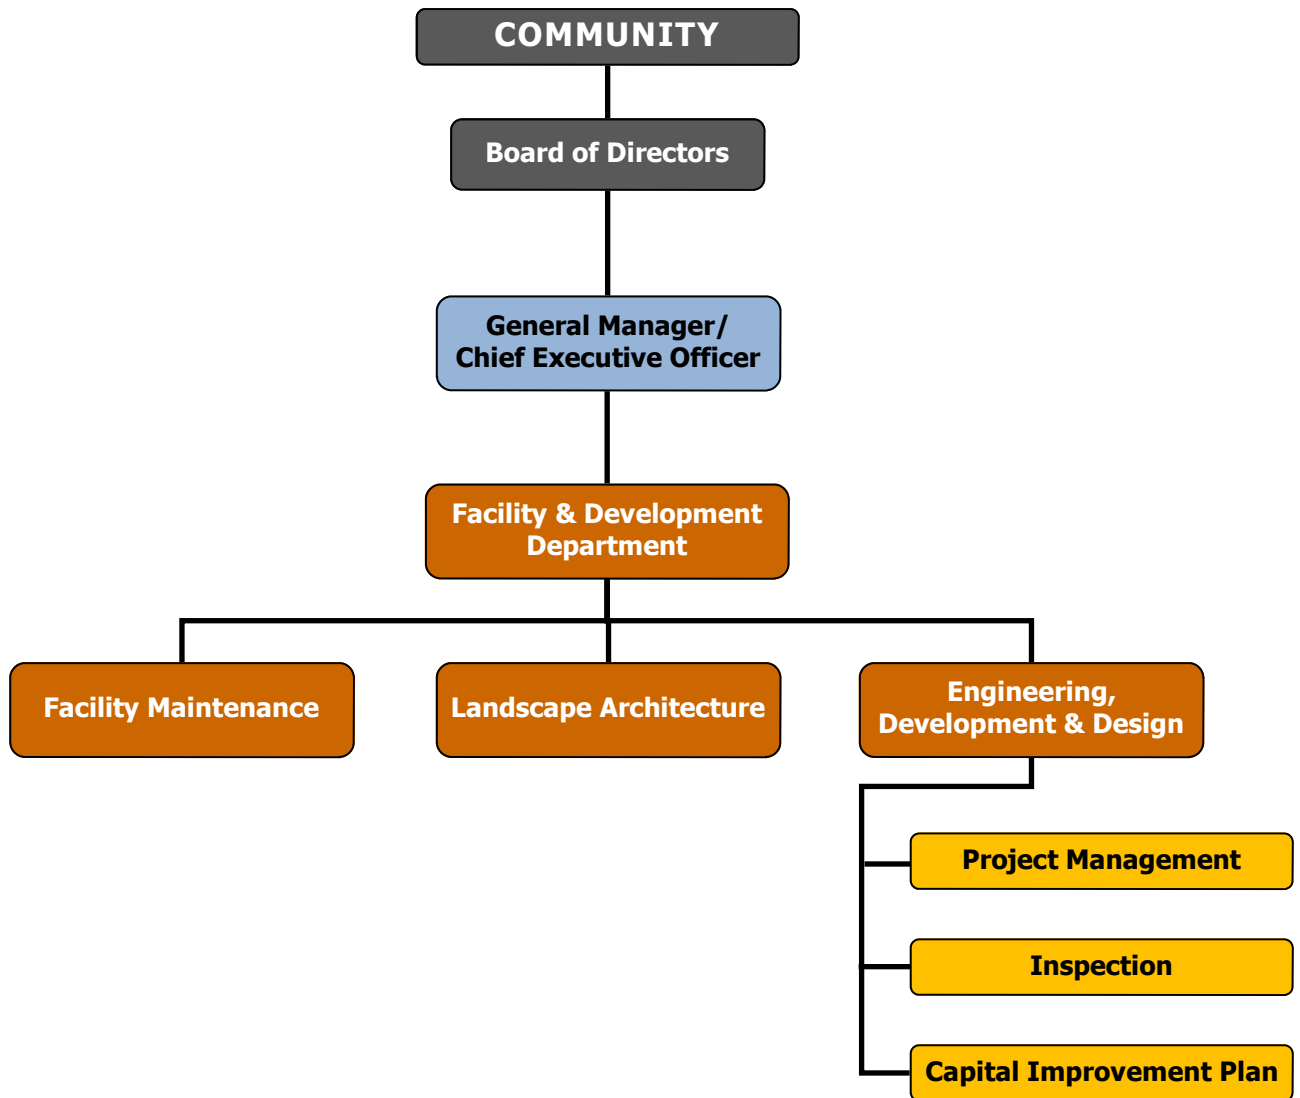 COMMUNITY
Board of Directors
General Manager/
Chief Executive Officer
Facility & Development
Department
Facility Maintenance
Landscape Architecture
Engineering,
Development & Design
Project Management
Inspection
Capital Improvement Plan